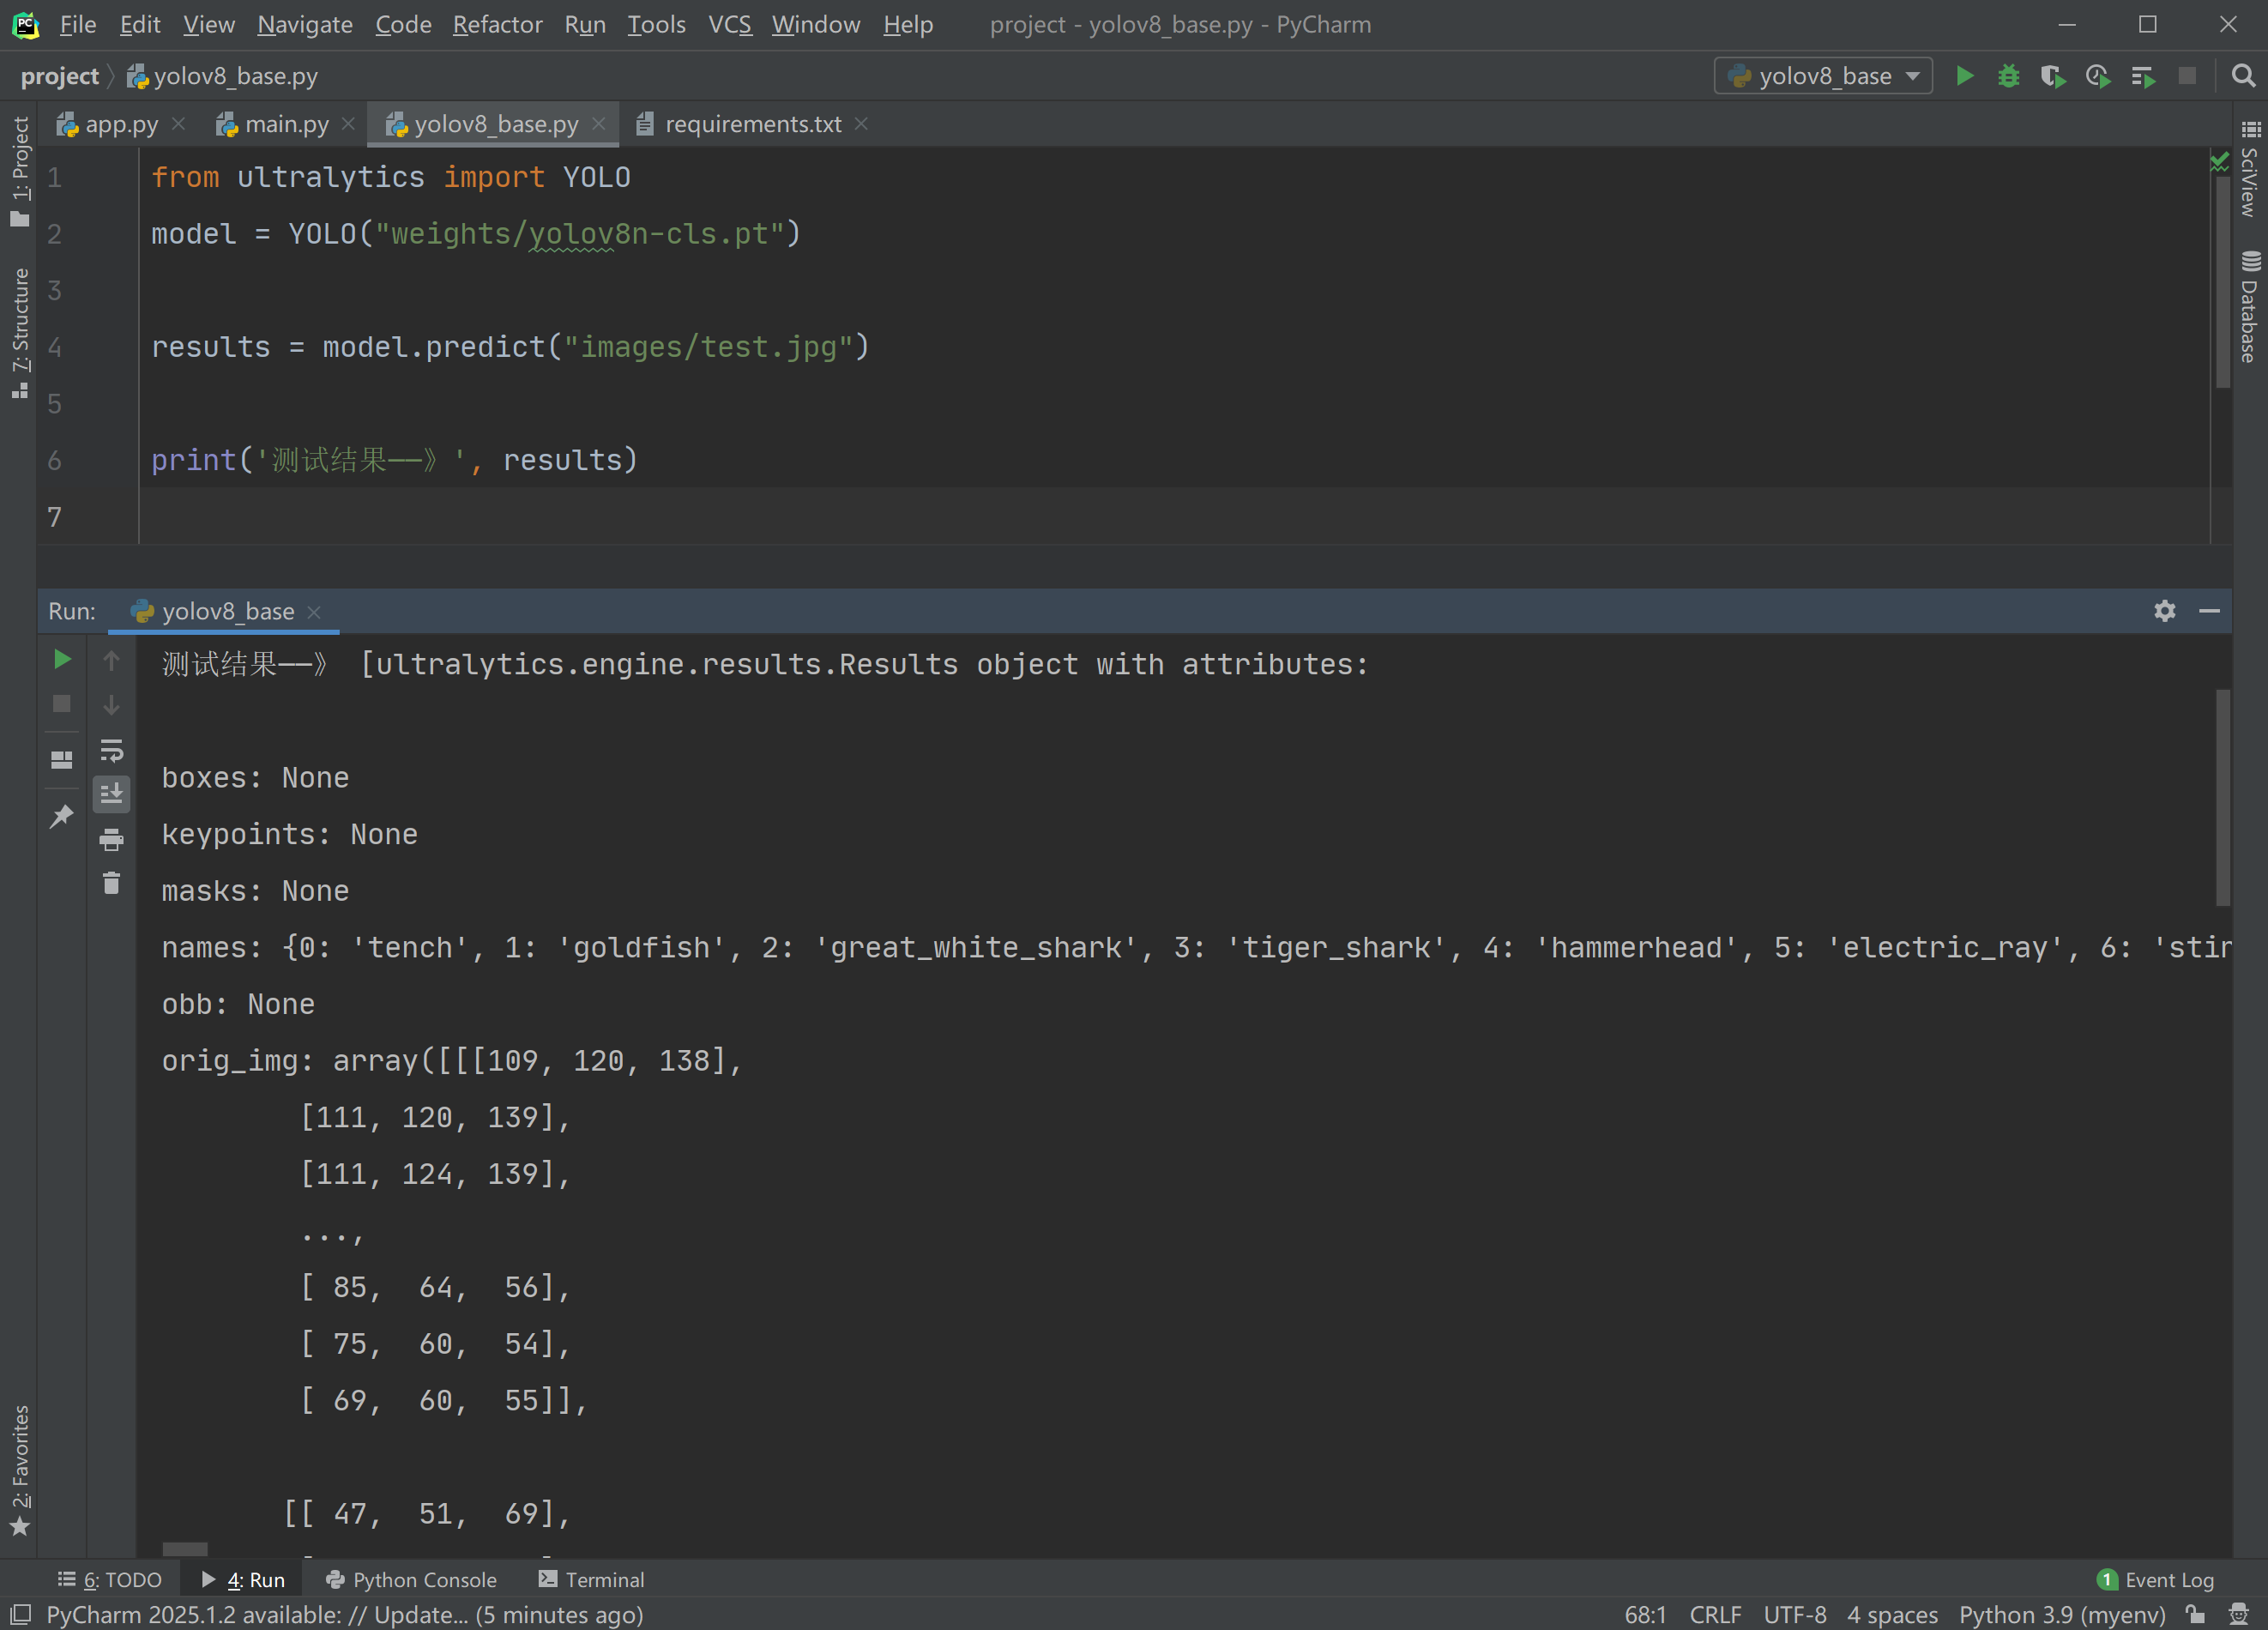 File Edit View Navigate Code Refactor Run Tools VCS Window Help project - yolov8_base.py - PyCharm
project yolov8_base.py yolov8_base
app.py main.py yolov8_base.py requirements.txt
1: Project
7: Structure
2: Favorites
SciView
Database
1 from ultralytics import YOLO
2 model = YOLO("weights/yolov8n-cls.pt")
3
4 results = model.predict("images/test.jpg")
5
6 print('测试结果——》', results)
7
Run: yolov8_base
测试结果——》 [ultralytics.engine.results.Results object with attributes:
boxes: None
keypoints: None
masks: None
names: {0: 'tench', 1: 'goldfish', 2: 'great_white_shark', 3: 'tiger_shark', 4: 'hammerhead', 5: 'electric_ray', 6: 'stin
obb: None
orig_img: array([[[109, 120, 138],
[111, 120, 139],
[111, 124, 139],
...,
[ 85, 64, 56],
[ 75, 60, 54],
[ 69, 60, 55]],
[[ 47, 51, 69],
6: TODO 4: Run Python Console Terminal 1 Event Log
PyCharm 2025.1.2 available: // Update... (5 minutes ago) 68:1 CRLF UTF-8 4 spaces Python 3.9 (myenv)